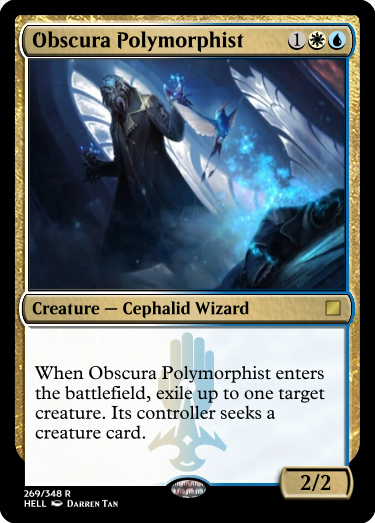 Obscura Polymorphist 1
Creature — Cephalid Wizard
When Obscura Polymorphist enters
the battlefield, exile up to one target
creature. Its controller seeks a
creature card.
2/2
269/348 R
HELL Darren Tan